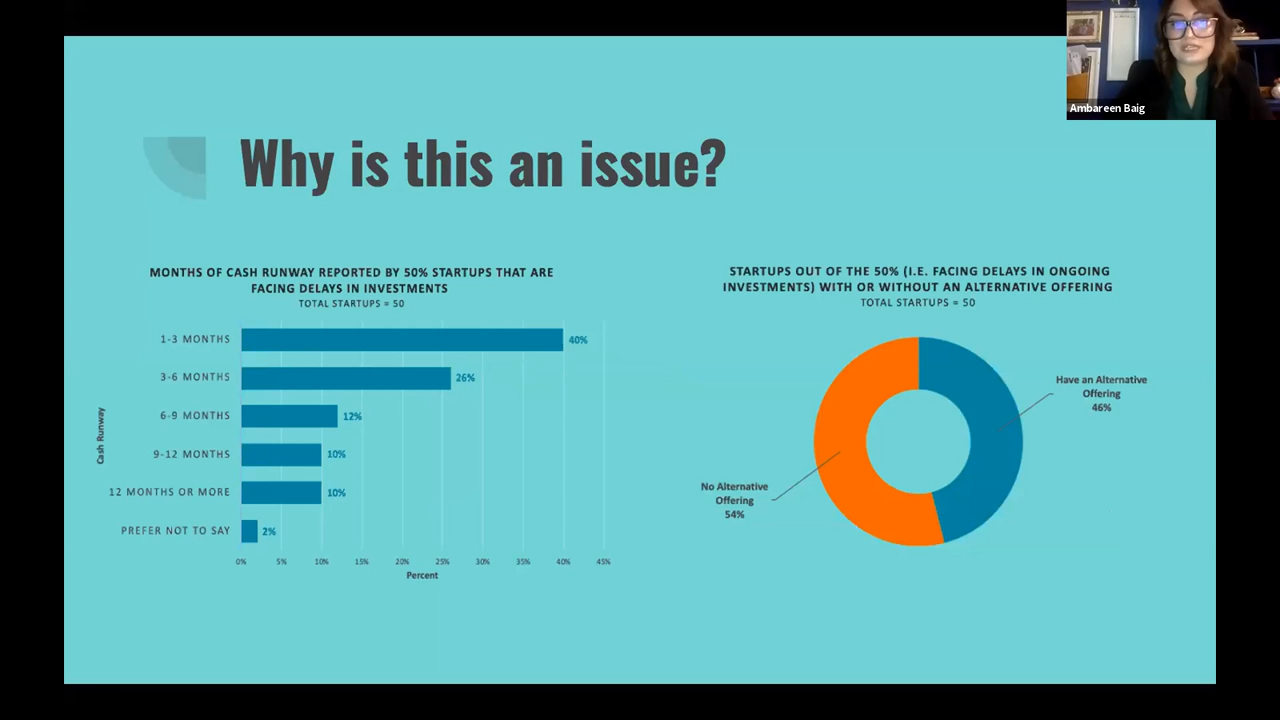 Ambareen Baig
Why is this an issue?
MONTHS OF CASH RUNWAY REPORTED BY 50% STARTUPS THAT ARE
FACING DELAYS IN INVESTMENTS
TOTAL STARTUPS = 50
1-3 MONTHS
40%
3-6 MONTHS
26%
6-9 MONTHS
12%
9-12 MONTHS
10%
12 MONTHS OR MORE
10%
PREFER NOT TO SAY
2%
Cash Runway
0% 5% 10% 15% 20% 25% 30% 35% 40% 45%
Percent
STARTUPS OUT OF THE 50% (I.E. FACING DELAYS IN ONGOING
INVESTMENTS) WITH OR WITHOUT AN ALTERNATIVE OFFERING
TOTAL STARTUPS = 50
Have an Alternative
Offering
46%
No Alternative
Offering
54%